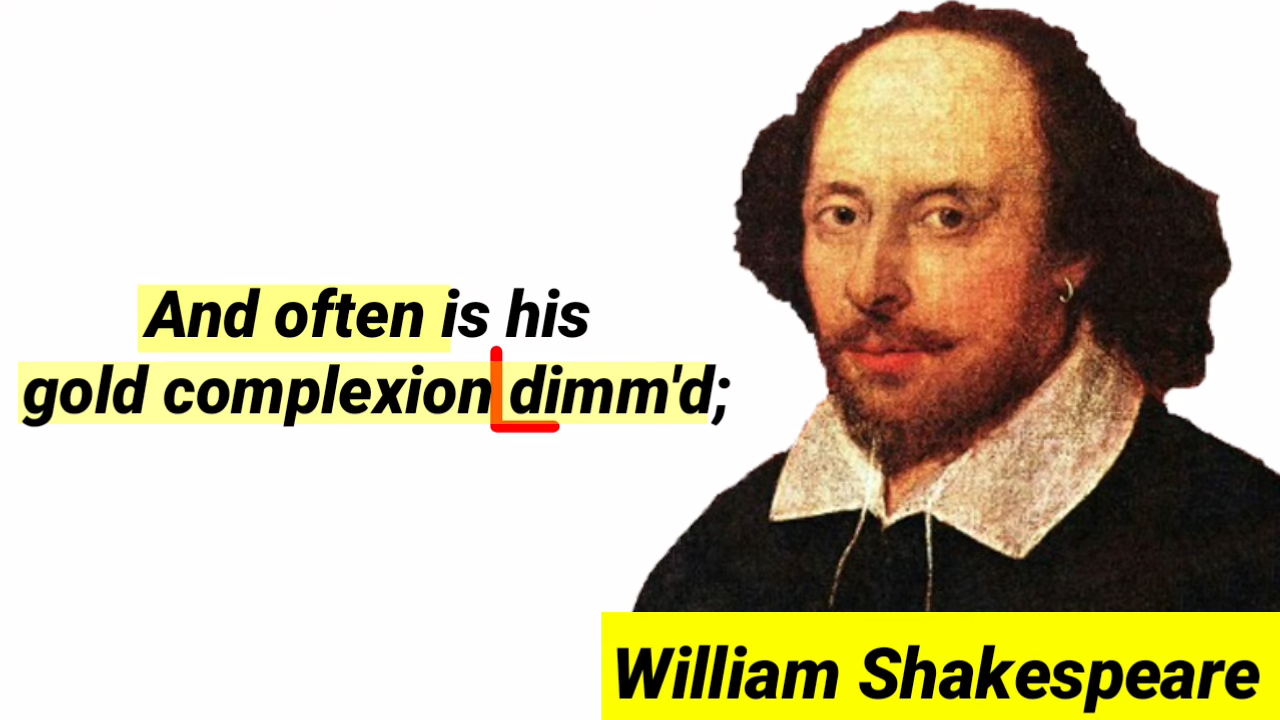 And often is his
gold complexion dimm'd;
William Shakespeare